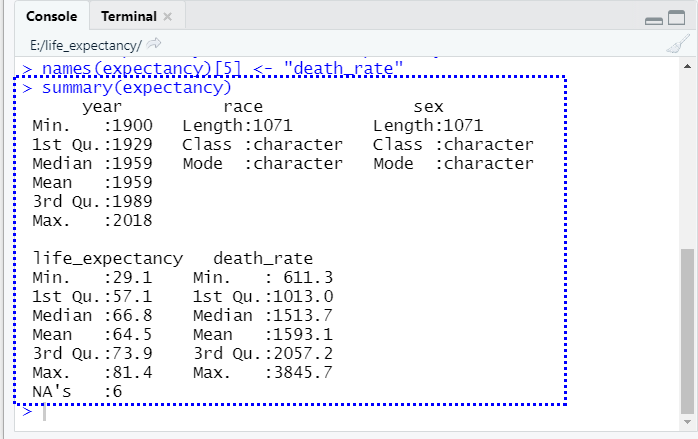 Console Terminal
E:/life_expectancy/
> names(expectancy)[5] <- "death_rate"
> summary(expectancy)
year race sex
Min. :1900 Length:1071 Length:1071
1st Qu.:1929 Class :character Class :character
Median :1959 Mode :character Mode :character
Mean :1959
3rd Qu.:1989
Max. :2018
life_expectancy death_rate
Min. :29.1 Min. : 611.3
1st Qu.:57.1 1st Qu.:1013.0
Median :66.8 Median :1513.7
Mean :64.5 Mean :1593.1
3rd Qu.:73.9 3rd Qu.:2057.2
Max. :81.4 Max. :3845.7
NA's :6
>